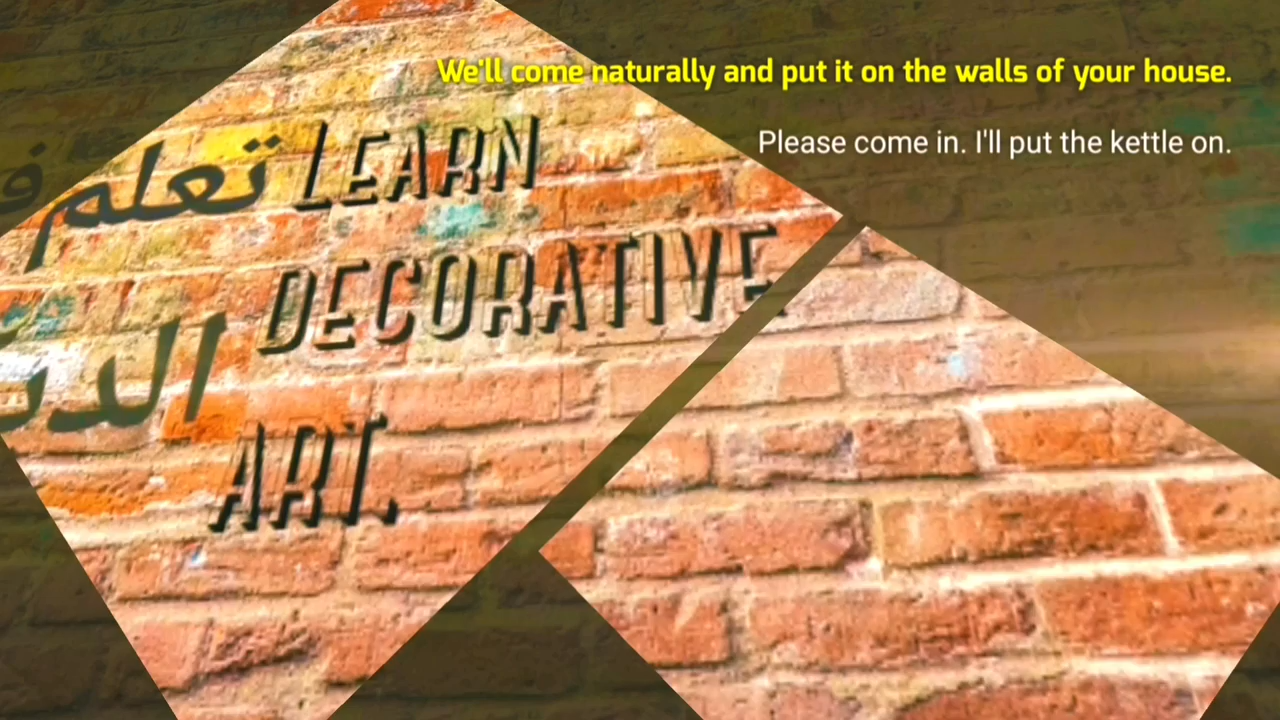 We'll come naturally and put it on the walls of your house.
Please come in. I'll put the kettle on.
تعلم
LEARN
DECORATIVE
ART.